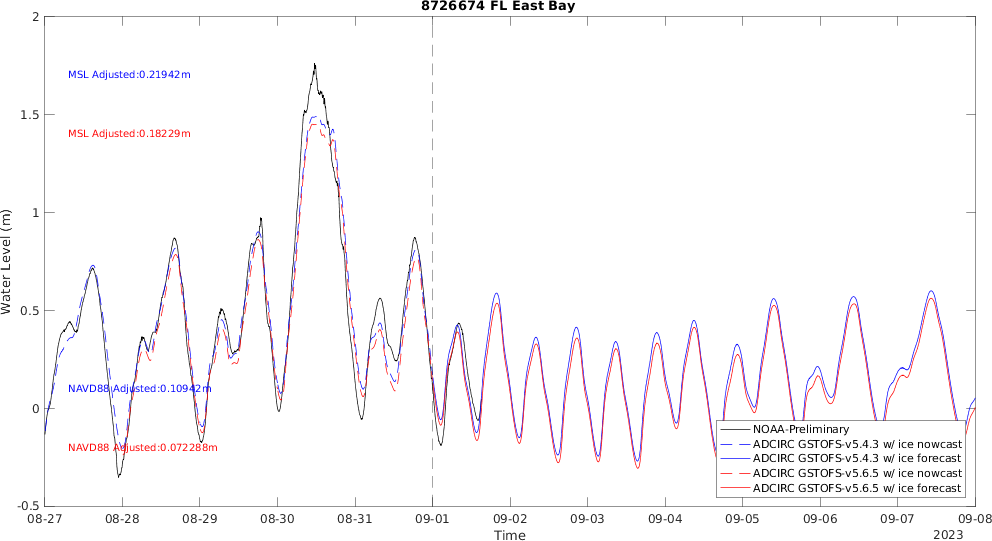 8726674 FL East Bay
2
MSL Adjusted:0.21942m
MSL Adjusted:0.18229m
1.5
1
Water Level (m)
0.5
NAVD88 Adjusted:0.10942m
0
NAVD88 Adjusted:0.072288m
-0.5
NOAA-Preliminary
ADCIRC GSTOFS-v5.4.3 w/ ice nowcast
ADCIRC GSTOFS-v5.4.3 w/ ice forecast
ADCIRC GSTOFS-v5.6.5 w/ ice nowcast
ADCIRC GSTOFS-v5.6.5 w/ ice forecast
08-27 08-28 08-29 08-30 08-31 09-01 09-02 09-03 09-04 09-05 09-06 09-07 09-08
Time
2023